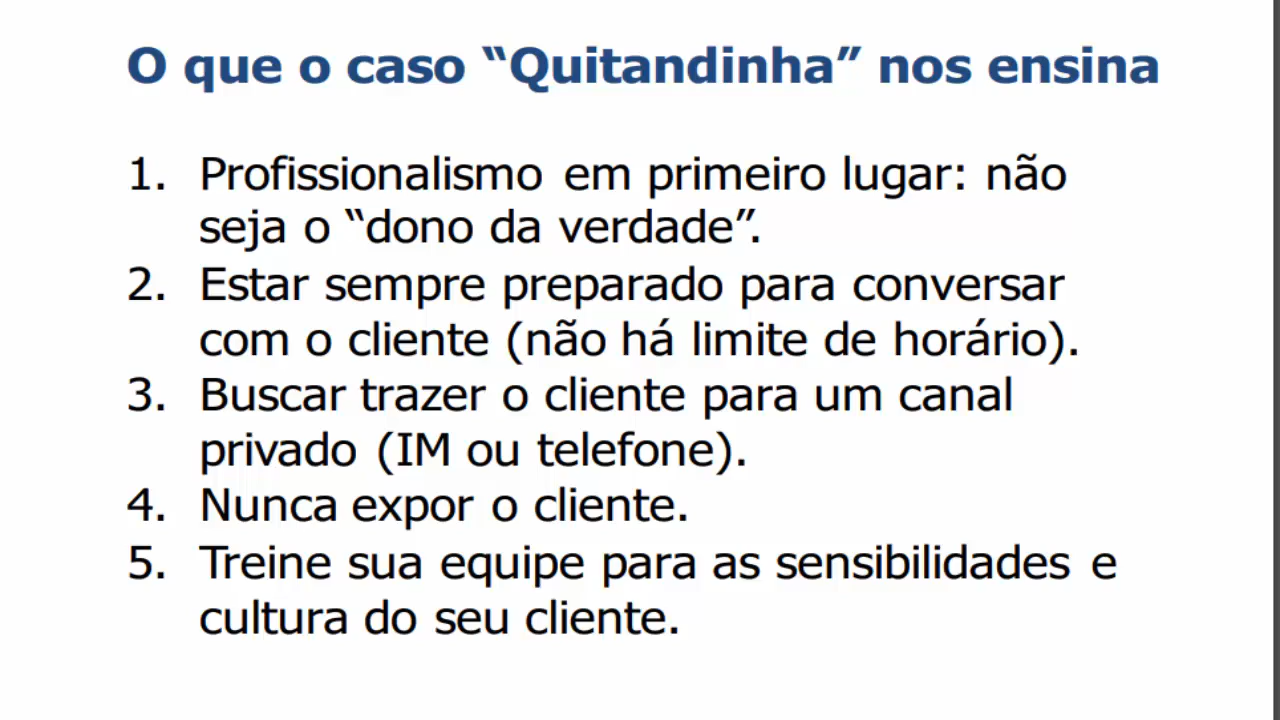 O que o caso “Quitandinha” nos ensina
1. Profissionalismo em primeiro lugar: não
seja o “dono da verdade”.
2. Estar sempre preparado para conversar
com o cliente (não há limite de horário).
3. Buscar trazer o cliente para um canal
privado (IM ou telefone).
4. Nunca expor o cliente.
5. Treine sua equipe para as sensibilidades e
cultura do seu cliente.